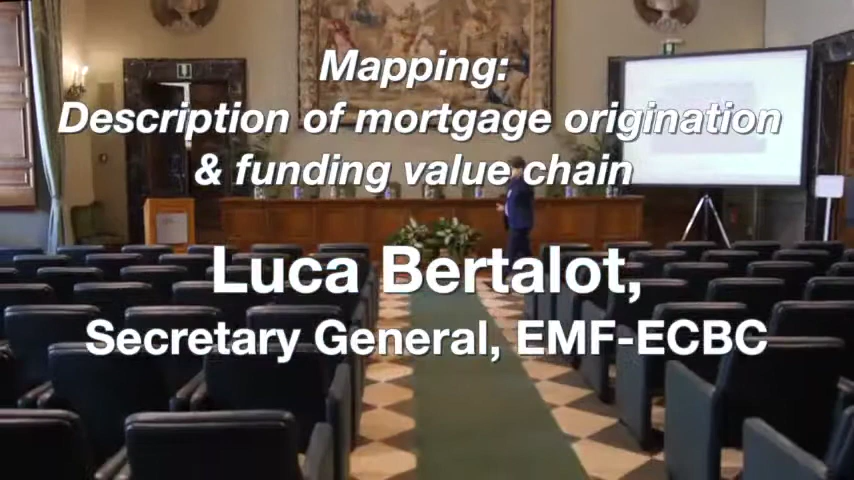 Mapping:
Description of mortgage origination
& funding value chain
Luca Bertalot,
Secretary General, EMF-ECBC